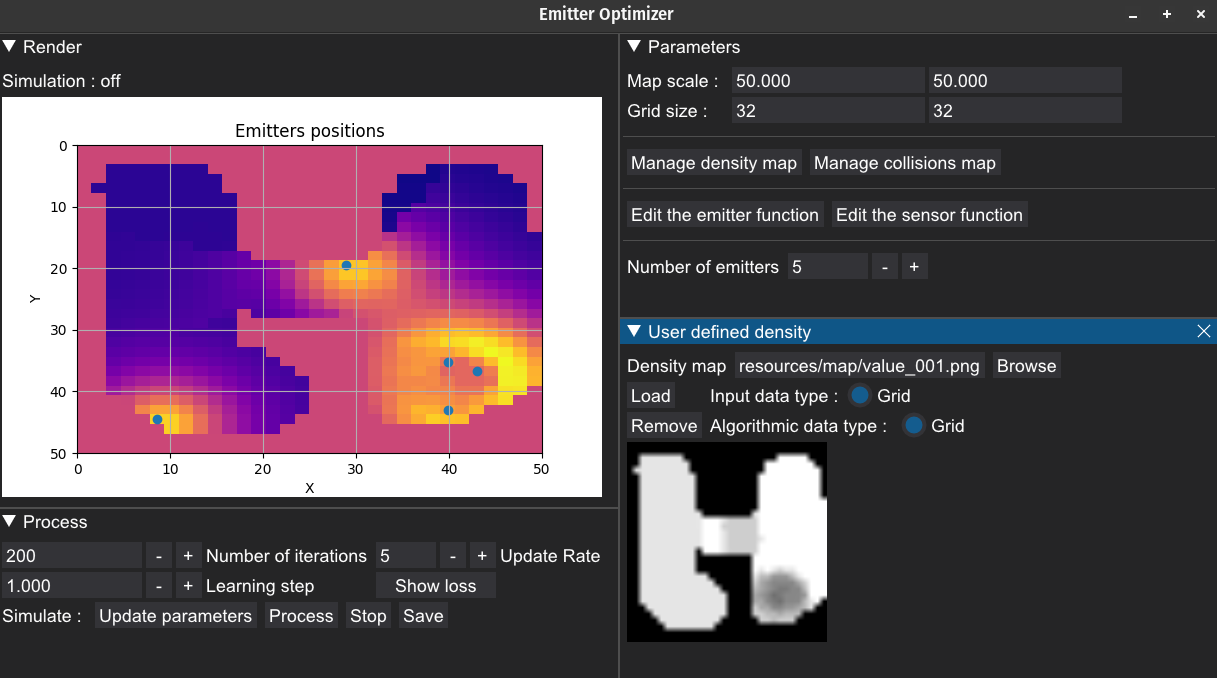 Emitter Optimizer
Render
Simulation : off
Emitters positions
0
10
20
30
40
50
Y
0 10 20 30 40 50
X
Process
200 - + Number of iterations 5 - + Update Rate
1.000 - + Learning step Show loss
Simulate : Update parameters Process Stop Save
Parameters
Map scale : 50.000 50.000
Grid size : 32 32
Manage density map Manage collisions map
Edit the emitter function Edit the sensor function
Number of emitters 5 - +
User defined density
Density map resources/map/value_001.png Browse
Load Input data type : Grid
Remove Algorithmic data type : Grid